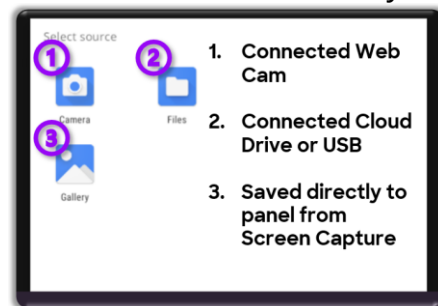 Select source
1
2
Camera
Files
3
Gallery
1. Connected Web
Cam
2. Connected Cloud
Drive or USB
3. Saved directly to
panel from
Screen Capture